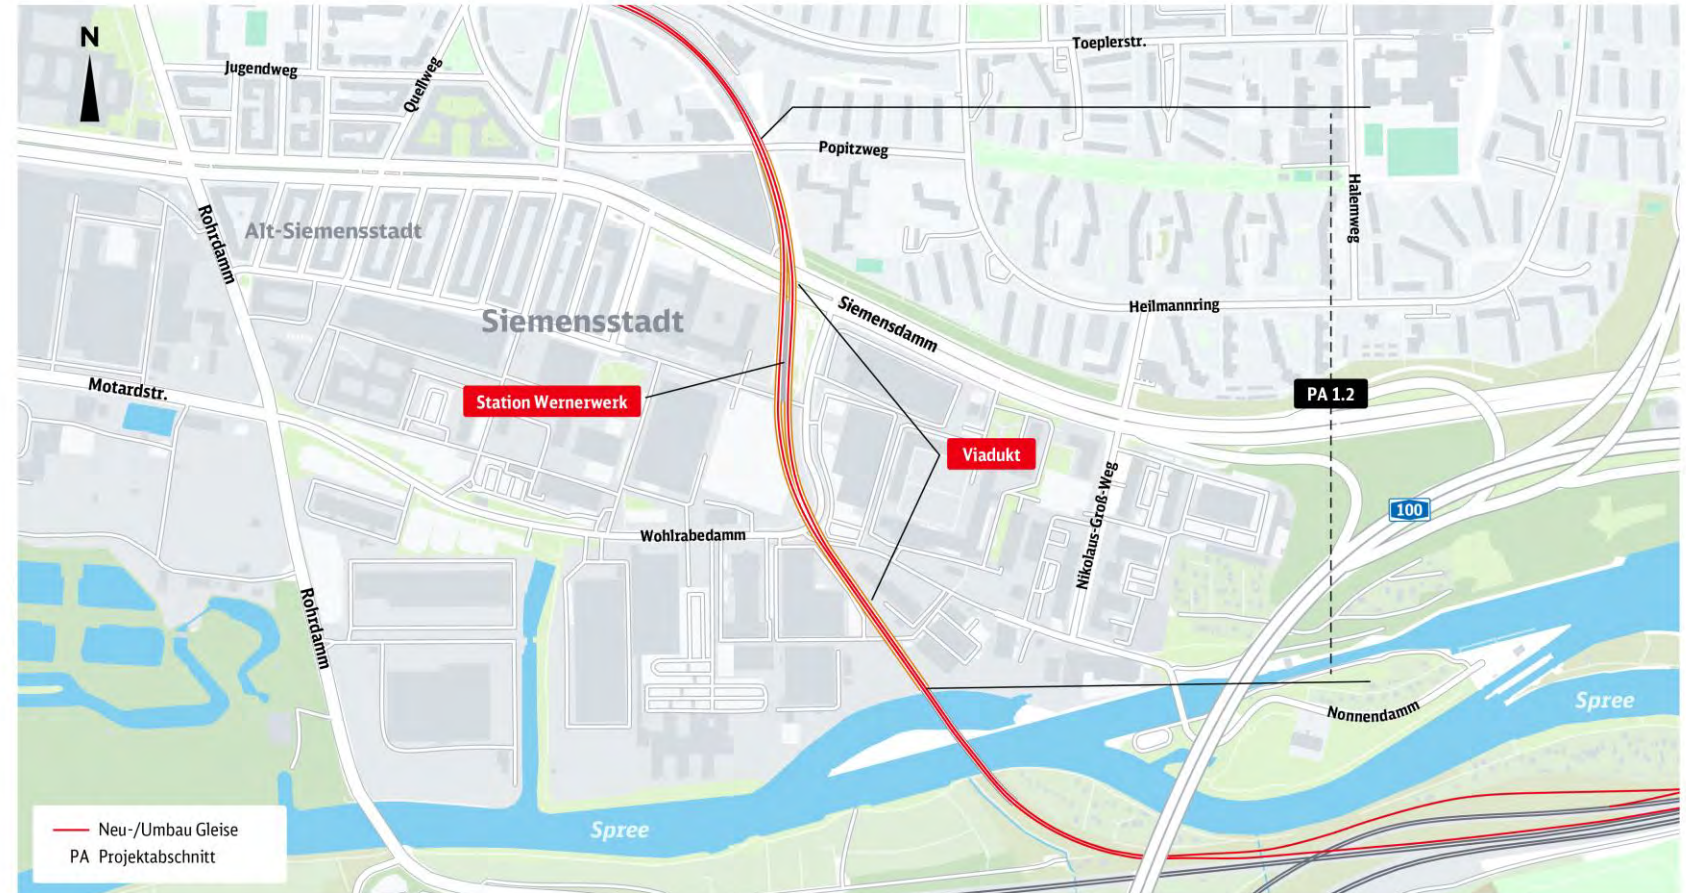 N
Jugendweg
Quellweg
Toeplerstr.
Popitzweg
Halemweg
Rohrdamm
Alt-Siemensstadt
Siemensstadt
Siemensdamm
Heilmannring
Motardstr.
Station Wernerwerk
PA 1.2
Viadukt
100
Nikolaus-Groß-Weg
Wohlrabedamm
Rohrdamm
Spree
Nonnendamm
Spree
Neu-/Umbau Gleise
PA Projektabschnitt